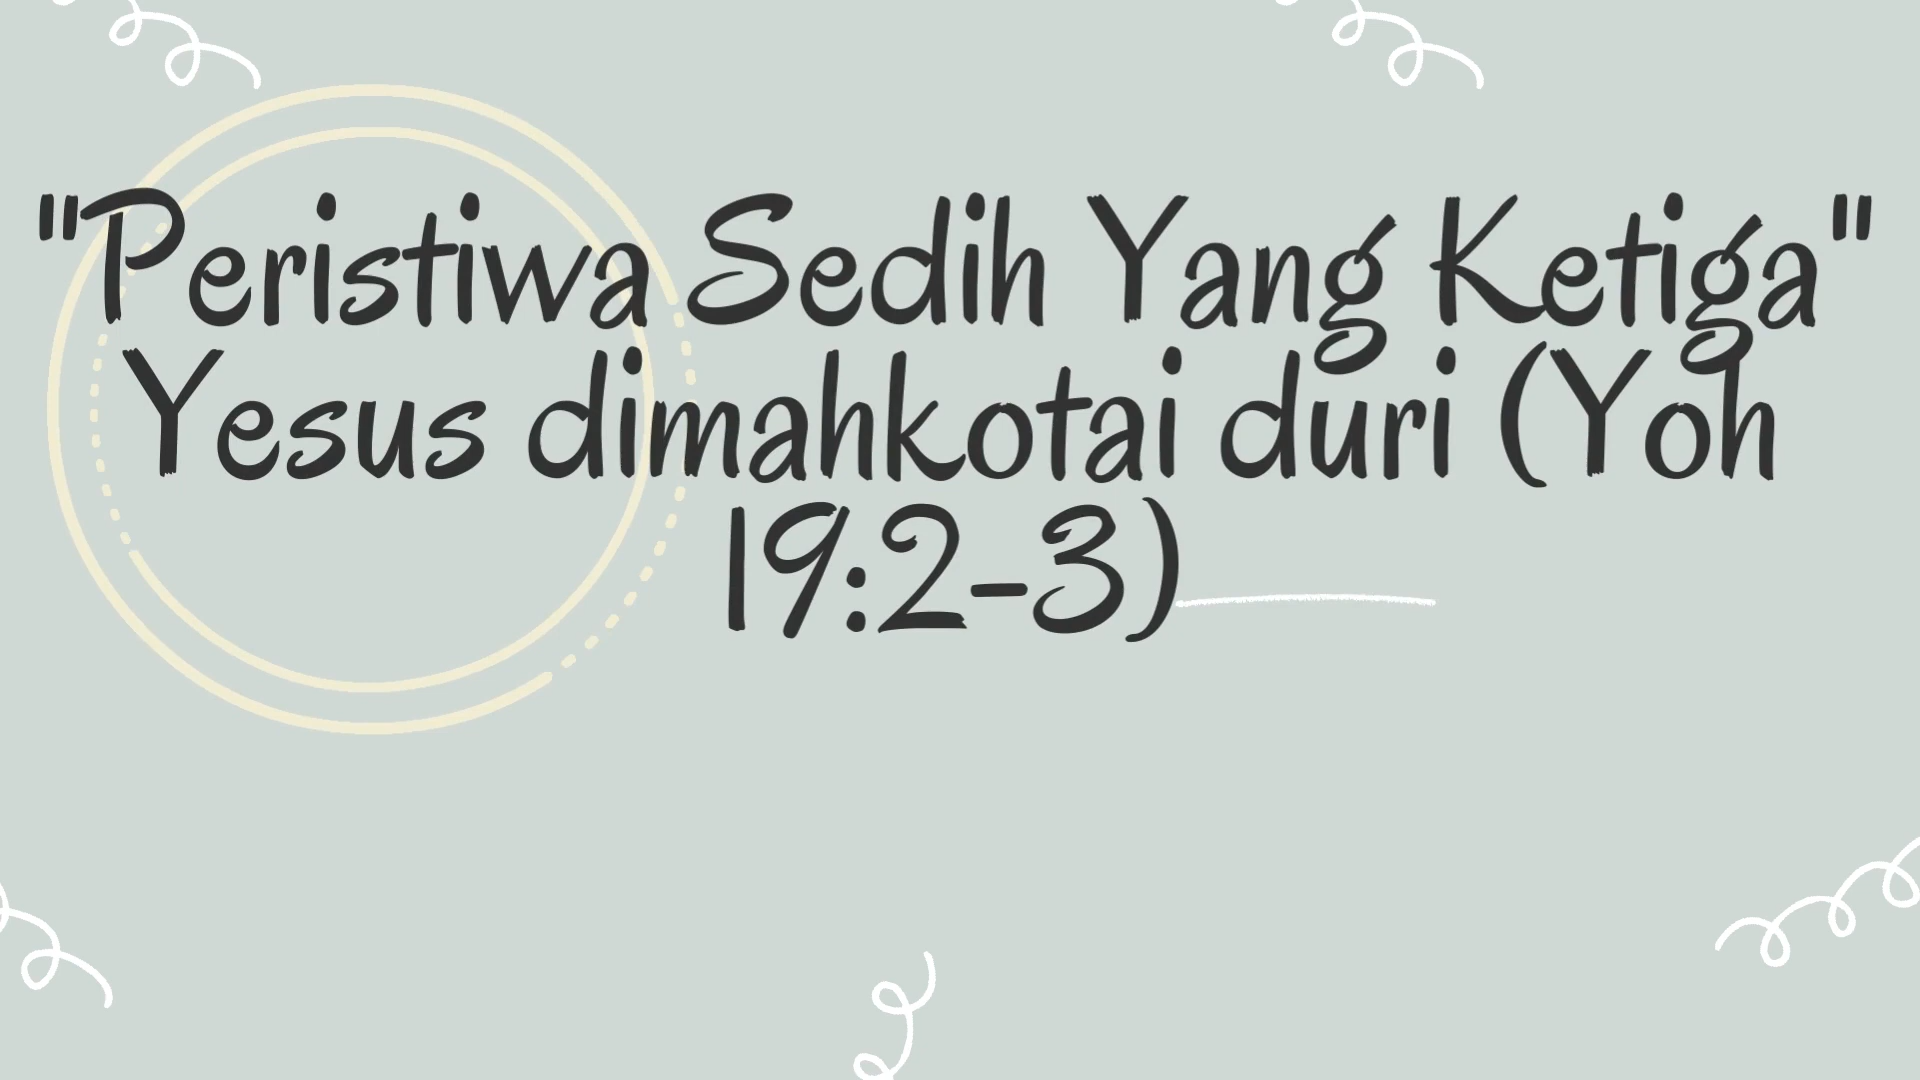 "Peristiwa Sedih Yang Ketiga"
Yesus dimahkotai duri (Yoh
19:2-3)